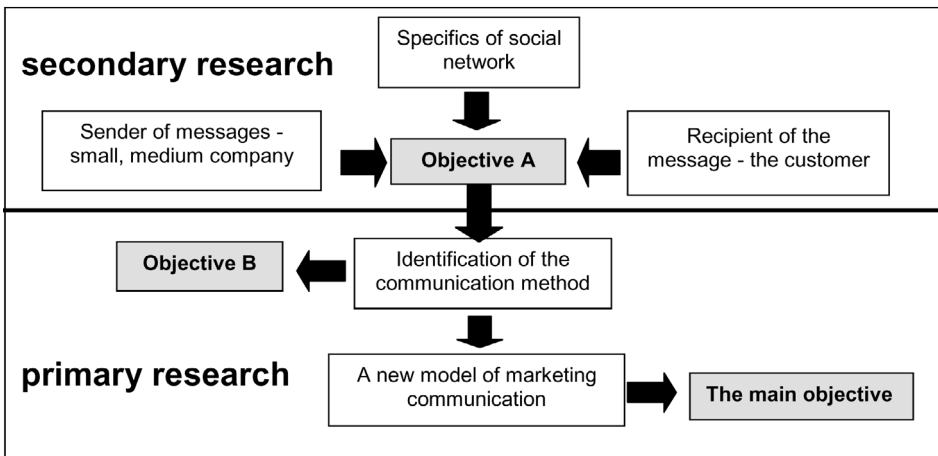 Specifics of social
network
secondary research
Sender of messages -
small, medium company
Objective A
Recipient of the
message - the customer
Objective B
Identification of the
communication method
primary research
A new model of marketing
communication
The main objective